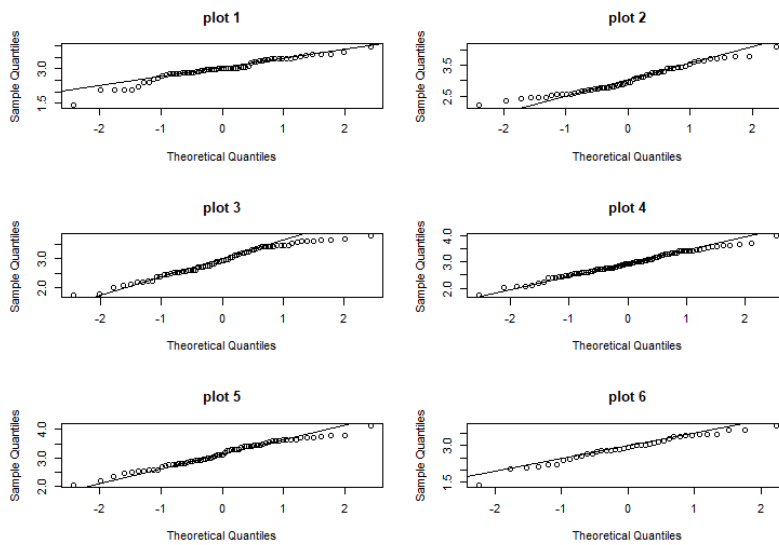 plot 1
Sample Quantiles
1.5 3.0
-2 -1 0 1 2
Theoretical Quantiles
plot 2
Sample Quantiles
2.5 3.5
-2 -1 0 1 2
Theoretical Quantiles
plot 3
Sample Quantiles
2.0 3.0
-2 -1 0 1 2
Theoretical Quantiles
plot 4
Sample Quantiles
2.0 3.0 4.0
-2 -1 0 1 2
Theoretical Quantiles
plot 5
Sample Quantiles
2.0 3.0 4.0
-2 -1 0 1 2
Theoretical Quantiles
plot 6
Sample Quantiles
1.5 3.0
-2 -1 0 1 2
Theoretical Quantiles